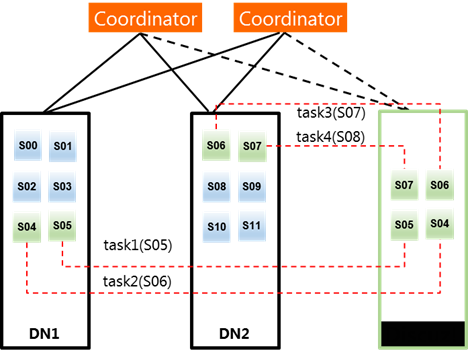 Coordinator
Coordinator
task3(S07)
task4(S08)
S00 S01
S02 S03
S04 S05
S06 S07
S08 S09
S10 S11
S07 S06
S05 S04
task1(S05)
task2(S06)
DN1
DN2